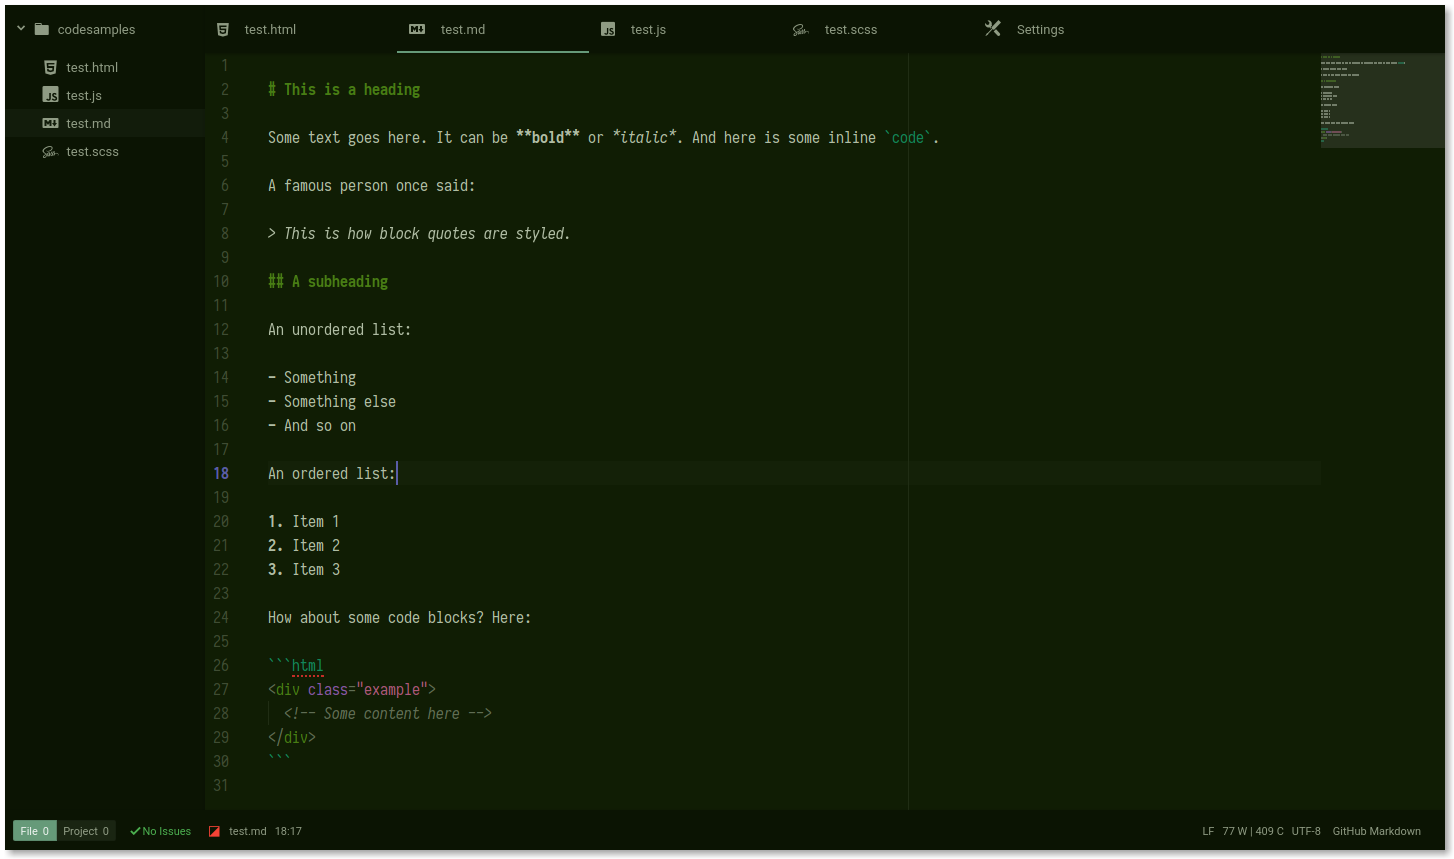 codesamples
test.html
test.js
test.md
test.scss
test.html test.md test.js test.scss Settings
1
2 # This is a heading
3
4 Some text goes here. It can be **bold** or *italic*. And here is some inline `code`.
5
6 A famous person once said:
7
8 > This is how block quotes are styled.
9
10 ## A subheading
11
12 An unordered list:
13
14 - Something
15 - Something else
16 - And so on
17
18 An ordered list:
19
20 1. Item 1
21 2. Item 2
22 3. Item 3
23
24 How about some code blocks? Here:
25
26 ```html
27 <div class="example">
28   <!-- Some content here -->
29 </div>
30 ```
31
File 0 Project 0 No Issues test.md 18:17 LF 77 W | 409 C UTF-8 GitHub Markdown